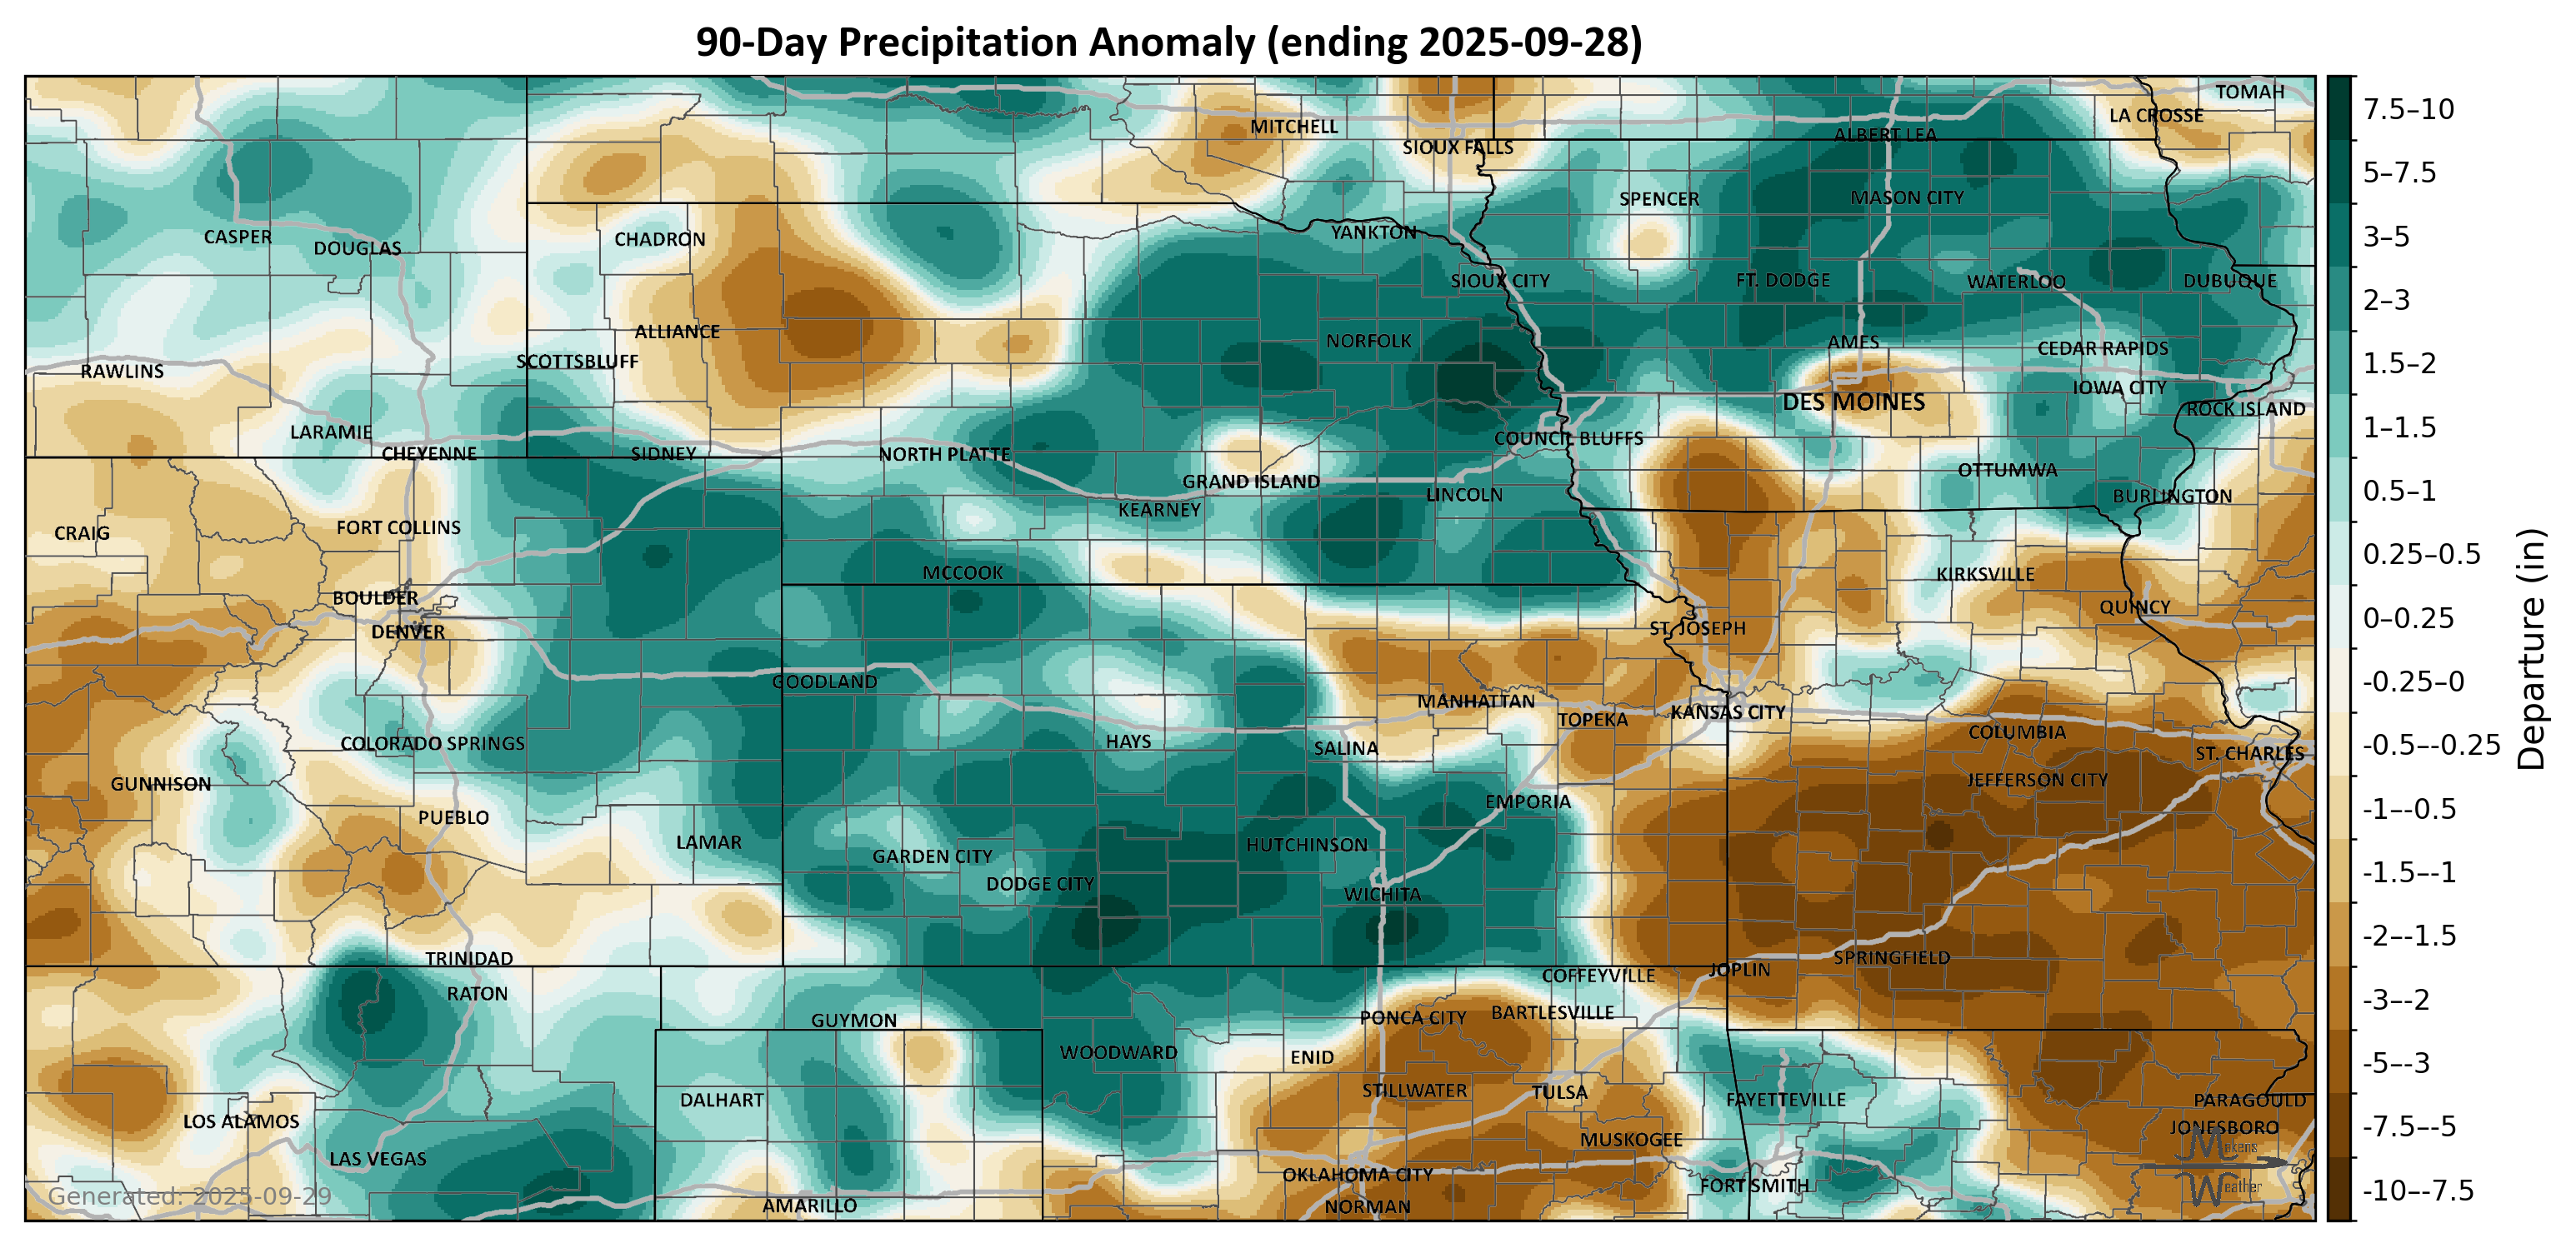 90-Day Precipitation Anomaly (ending 2025-09-28)
TOMAH
LA CROSSE
MITCHELL
ALBERT LEA
SIOUX FALLS
SPENCER
MASON CITY
CASPER
DOUGLAS
CHADRON
YANKTON
SIOUX CITY
FT. DODGE
WATERLOO
DUBUQUE
ALLIANCE
NORFOLK
AMES
CEDAR RAPIDS
SCOTTSBLUFF
RAWLINS
IOWA CITY
DES MOINES
ROCK ISLAND
LARAMIE
COUNCIL BLUFFS
CHEYENNE
SIDNEY
NORTH PLATTE
OTTUMWA
GRAND ISLAND
LINCOLN
BURLINGTON
KEARNEY
CRAIG
FORT COLLINS
MCCOOK
KIRKSVILLE
BOULDER
QUINCY
DENVER
ST. JOSEPH
GOODLAND
MANHATTAN
TOPEKA
KANSAS CITY
COLUMBIA
COLORADO SPRINGS
HAYS
SALINA
ST. CHARLES
GUNNISON
JEFFERSON CITY
EMPORIA
PUEBLO
LAMAR
HUTCHINSON
GARDEN CITY
DODGE CITY
WICHITA
TRINIDAD
SPRINGFIELD
JOPLIN
COFFEYVILLE
RATON
BARTLESVILLE
GUYMON
PONCA CITY
WOODWARD
ENID
STILLWATER
TULSA
DALHART
FAYETTEVILLE
PARAGOULD
LOS ALAMOS
JONESBORO
MUSKOGEE
LAS VEGAS
OKLAHOMA CITY
FORT SMITH
AMARILLO
NORMAN
Generated: 2025-09-29
Makens
Weather
7.5–10
5–7.5
3–5
2–3
1.5–2
1–1.5
0.5–1
0.25–0.5
0–0.25
-0.25–0
-0.5–-0.25
-1–-0.5
-1.5–-1
-2–-1.5
-3–-2
-5–-3
-7.5–-5
-10–-7.5
Departure (in)